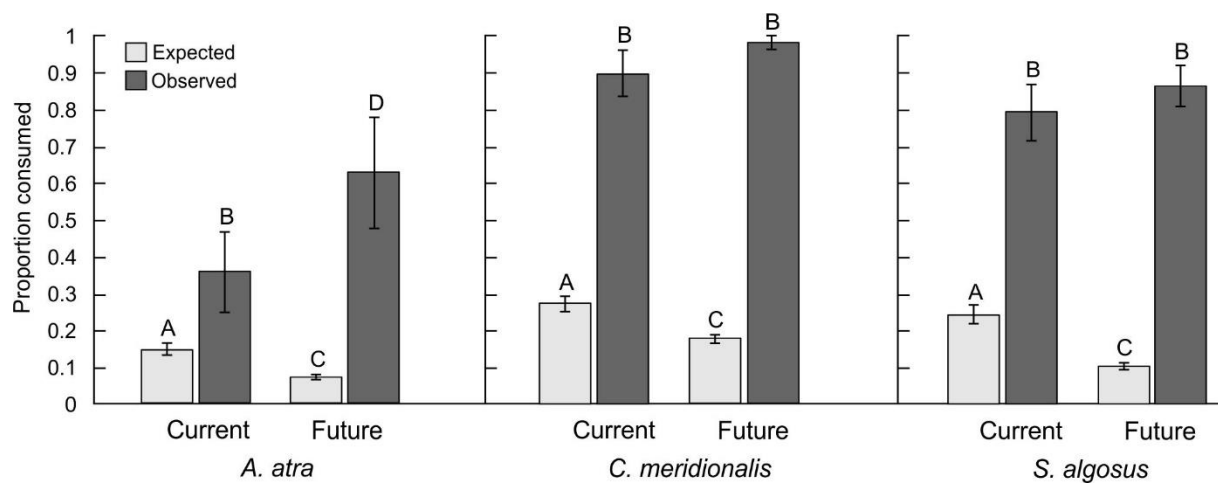 Proportion consumed
1
0.9
0.8
0.7
0.6
0.5
0.4
0.3
0.2
0.1
0
Expected
Observed
A
B
C
D
Current Future
A. atra
A
B
C
B
Current Future
C. meridionalis
A
B
C
B
Current Future
S. algosus